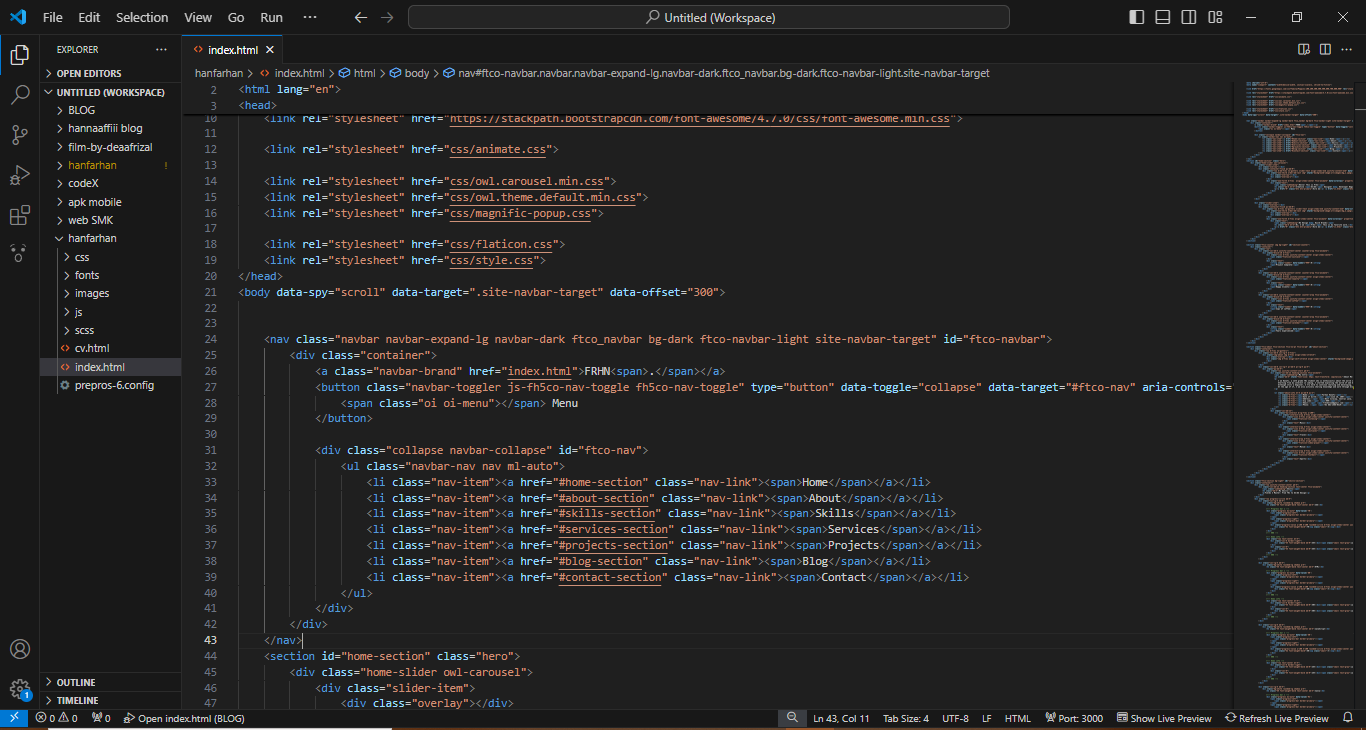 File Edit Selection View Go Run ··· Untitled (Workspace)
EXPLORER ···
OPEN EDITORS
UNTITLED (WORKSPACE)
BLOG
hannaaffiii blog
film-by-deaafrizal
hanfarhan !
codeX
apk mobile
web SMK
hanfarhan
css
fonts
images
js
scss
cv.html
index.html
prepros-6.config
OUTLINE
TIMELINE
index.html
hanfarhan > index.html > html > body > nav#ftco-navbar.navbar.navbar-expand-lg.navbar-dark.ftco_navbar.bg-dark.ftco-navbar-light.site-navbar-target
2 <html lang="en">
3 <head>
10 <link rel="stylesheet" href="https://stackpath.bootstrapcdn.com/font-awesome/4.7.0/css/font-awesome.min.css">
11
12 <link rel="stylesheet" href="css/animate.css">
13
14 <link rel="stylesheet" href="css/owl.carousel.min.css">
15 <link rel="stylesheet" href="css/owl.theme.default.min.css">
16 <link rel="stylesheet" href="css/magnific-popup.css">
17
18 <link rel="stylesheet" href="css/flaticon.css">
19 <link rel="stylesheet" href="css/style.css">
20 </head>
21 <body data-spy="scroll" data-target=".site-navbar-target" data-offset="300">
22
23
24 <nav class="navbar navbar-expand-lg navbar-dark ftco_navbar bg-dark ftco-navbar-light site-navbar-target" id="ftco-navbar">
25 <div class="container">
26 <a class="navbar-brand" href="index.html">FRHN<span>.</span></a>
27 <button class="navbar-toggler js-fh5co-nav-toggle fh5co-nav-toggle" type="button" data-toggle="collapse" data-target="#ftco-nav" aria-controls="
28 <span class="oi oi-menu"></span> Menu
29 </button>
30
31 <div class="collapse navbar-collapse" id="ftco-nav">
32 <ul class="navbar-nav nav ml-auto">
33 <li class="nav-item"><a href="#home-section" class="nav-link"><span>Home</span></a></li>
34 <li class="nav-item"><a href="#about-section" class="nav-link"><span>About</span></a></li>
35 <li class="nav-item"><a href="#skills-section" class="nav-link"><span>Skills</span></a></li>
36 <li class="nav-item"><a href="#services-section" class="nav-link"><span>Services</span></a></li>
37 <li class="nav-item"><a href="#projects-section" class="nav-link"><span>Projects</span></a></li>
38 <li class="nav-item"><a href="#blog-section" class="nav-link"><span>Blog</span></a></li>
39 <li class="nav-item"><a href="#contact-section" class="nav-link"><span>Contact</span></a></li>
40 </ul>
41 </div>
42 </div>
43 </nav>
44 <section id="home-section" class="hero">
45 <div class="home-slider owl-carousel">
46 <div class="slider-item">
47 <div class="overlay"></div>
1
0 0 0 Open index.html (BLOG) Ln 43, Col 11 Tab Size: 4 UTF-8 LF HTML Port: 3000 Show Live Preview Refresh Live Preview